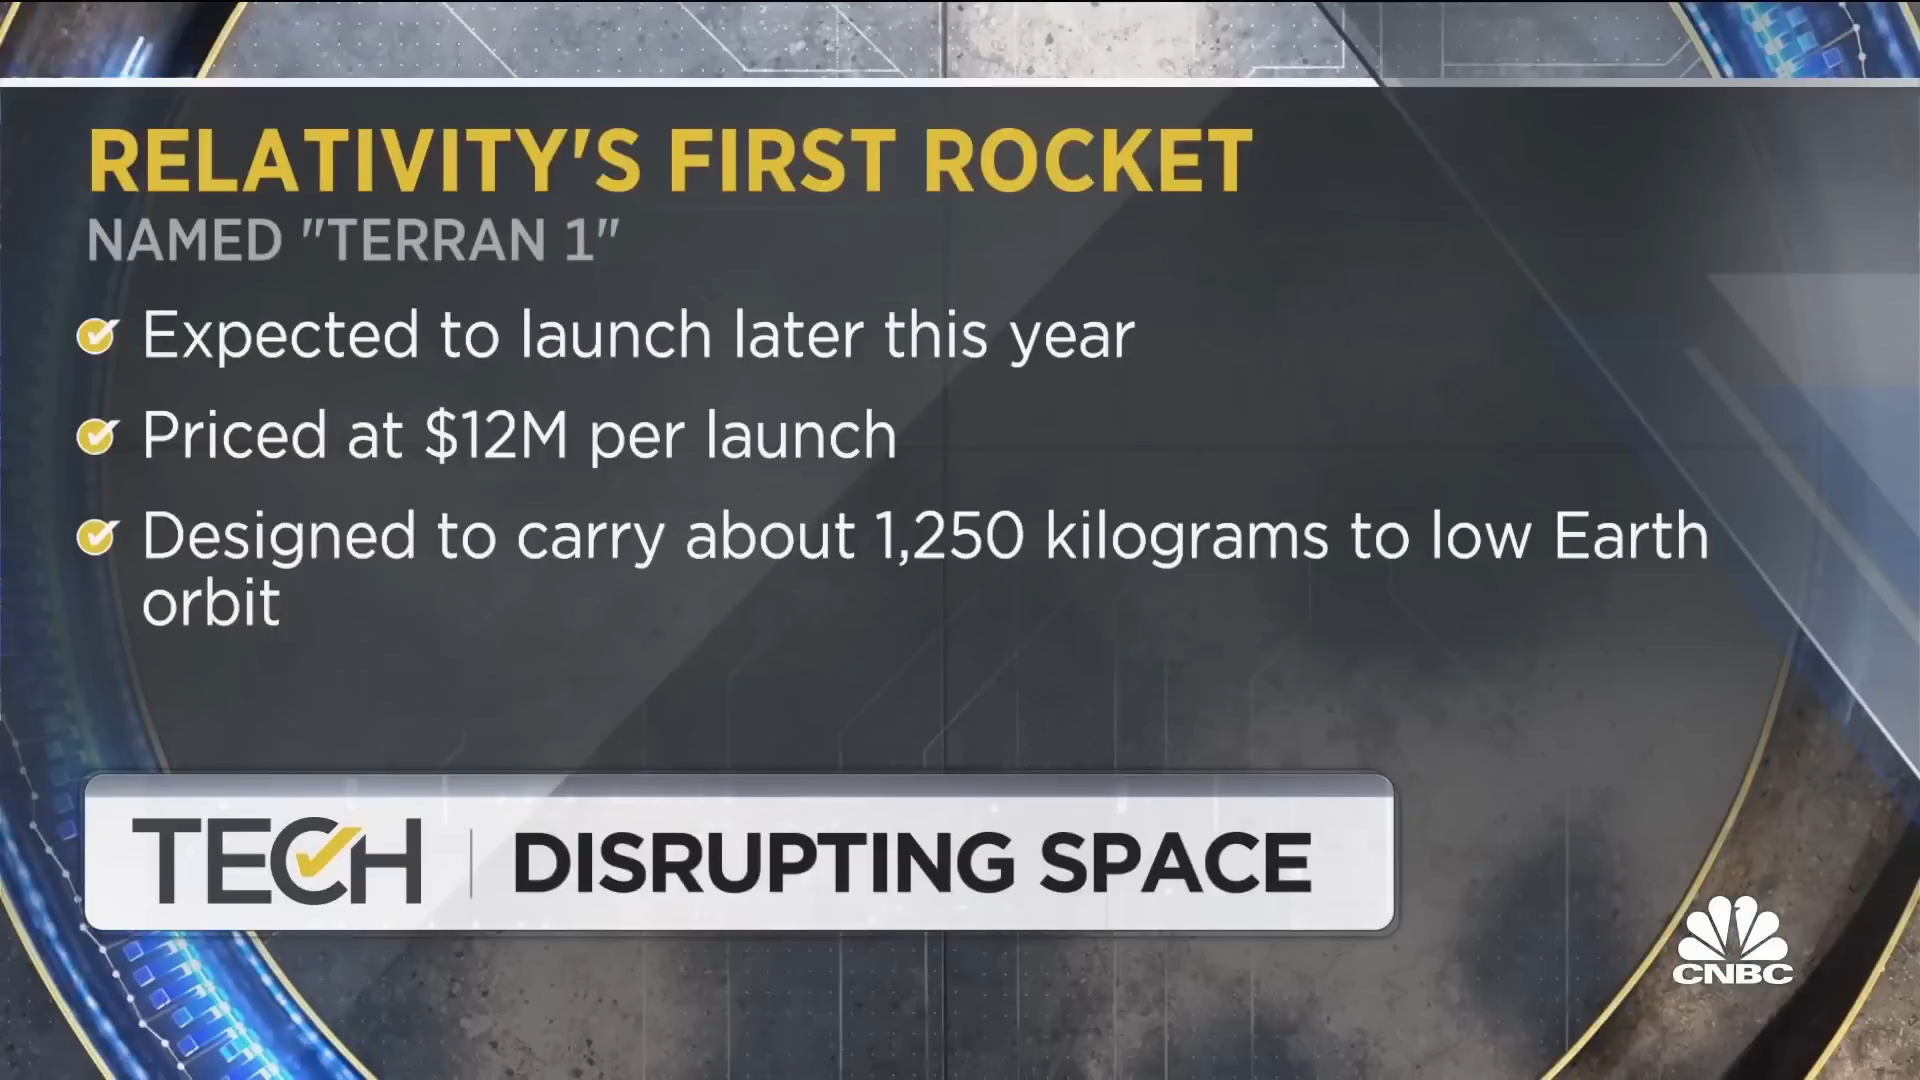 RELATIVITY'S FIRST ROCKET
NAMED "TERRAN 1"
Expected to launch later this year
Priced at $12M per launch
Designed to carry about 1,250 kilograms to low Earth
orbit
TECH DISRUPTING SPACE
CNBC